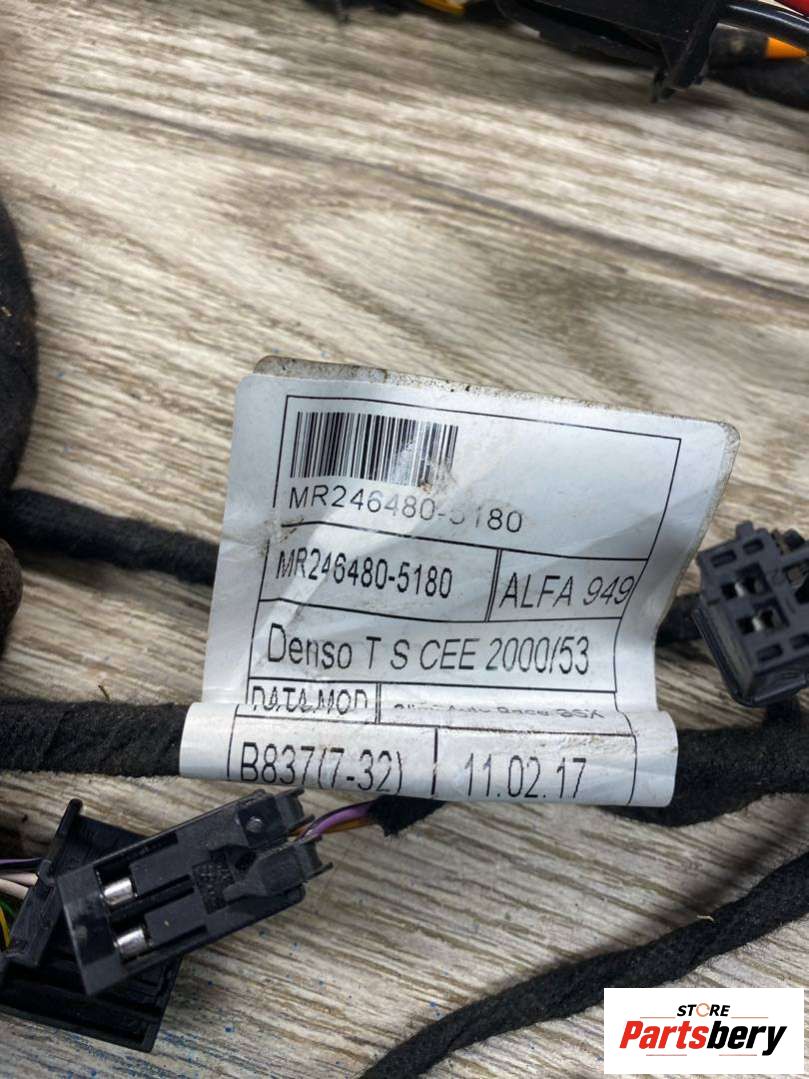 MR246480-5180
MR246480-5180 ALFA 949
Denso T S CEE 2000/53
DATA MOD
B837(7-32) 11.02.17
STORE
Partsbery